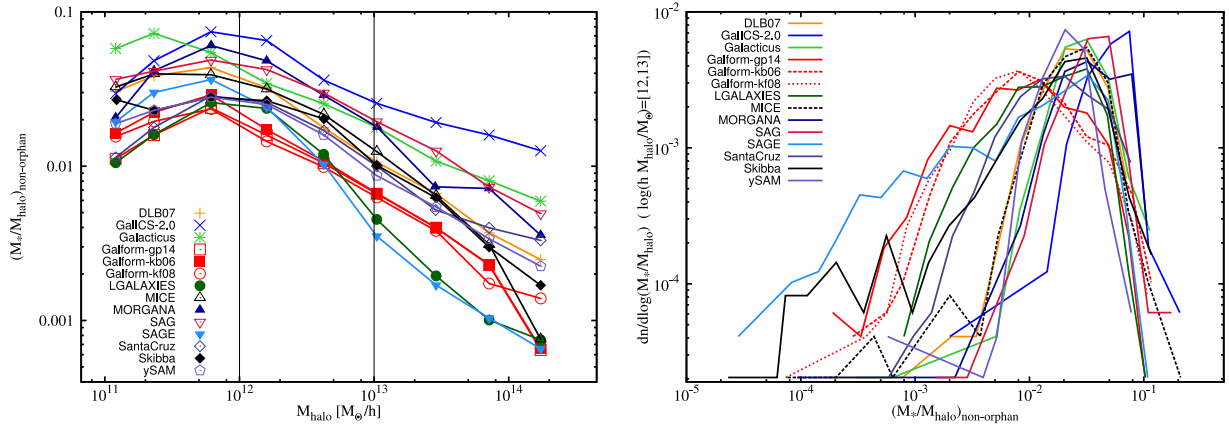 0.1
0.01
0.001
(M*/Mhalo)non-orphan
DLB07
GalICS-2.0
Galacticus
Galform-gp14
Galform-kb06
Galform-kf08
LGALAXIES
MICE
MORGANA
SAG
SAGE
SantaCruz
Skibba
ySAM
10^11
10^12
10^13
10^14
Mhalo [M⊙/h]
10^-2
10^-3
10^-4
dn/dlog(M*/Mhalo) (log(h Mhalo/M⊙)=[12,13])
DLB07
GalICS-2.0
Galacticus
Galform-gp14
Galform-kb06
Galform-kf08
LGALAXIES
MICE
MORGANA
SAG
SAGE
SantaCruz
Skibba
ySAM
10^-5
10^-4
10^-3
10^-2
10^-1
(M*/Mhalo)non-orphan